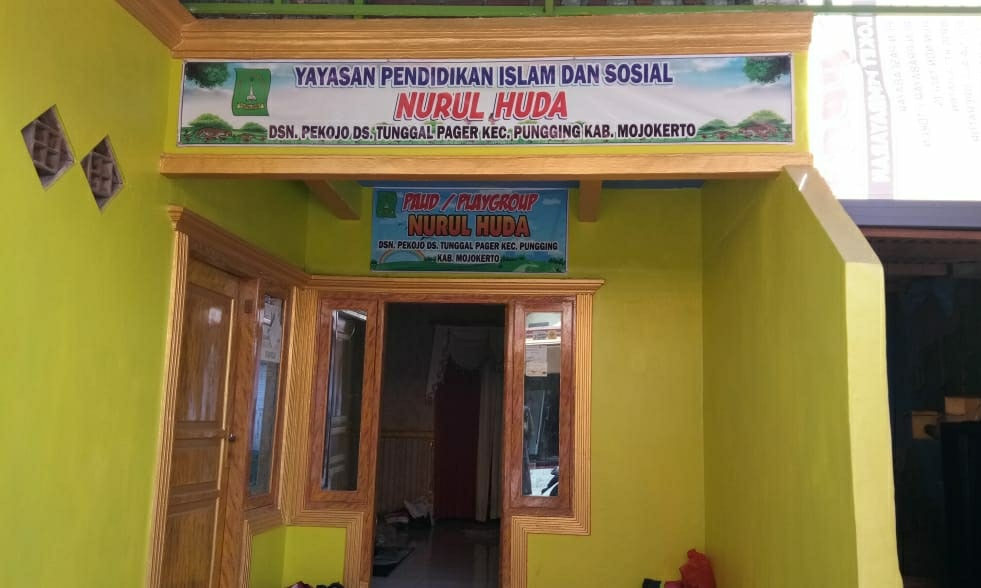 YAYASAN PENDIDIKAN ISLAM DAN SOSIAL
NURUL HUDA
DSN. PEKOJO DS. TUNGGAL PAGER KEC. PUNGGING KAB. MOJOKERTO
PAUD / PLAYGROUP
NURUL HUDA
DSN. PEKOJO DS. TUNGGAL PAGER KEC. PUNGGING
KAB. MOJOKERTO